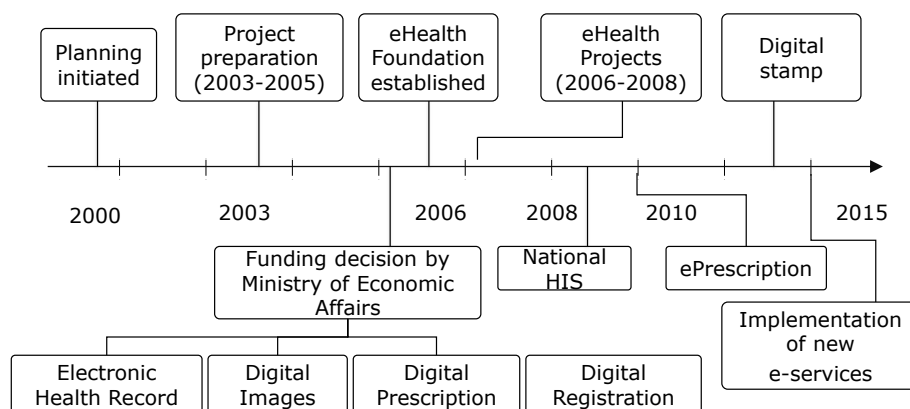 Planning
initiated
Project
preparation
(2003-2005)
eHealth
Foundation
established
eHealth
Projects
(2006-2008)
Digital
stamp
2000
2003
2006
2008
2010
2015
Funding decision by
Ministry of Economic
Affairs
National
HIS
ePrescription
Implementation
of new
e-services
Electronic
Health Record
Digital
Images
Digital
Prescription
Digital
Registration